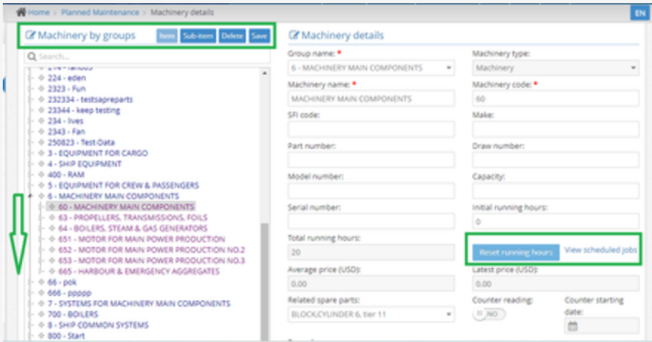 Home > Planned Maintenance > Machinery details
EN
Machinery by groups
Item Sub-item Delete Save
Search...
224 - eden
2323 - Fun
232334 - testsapreparts
23344 - keep testing
234 - lives
2343 - Fan
250823 - Test-Data
3 - EQUIPMENT FOR CARGO
4 - SHIP EQUIPMENT
400 - RAM
5 - EQUIPMENT FOR CREW & PASSENGERS
6 - MACHINERY MAIN COMPONENTS
60 - MACHINERY MAIN COMPONENTS
63 - PROPELLERS, TRANSMISSIONS, FOILS
64 - BOILERS, STEAM & GAS GENERATORS
651 - MOTOR FOR MAIN POWER PRODUCTION
652 - MOTOR FOR MAIN POWER PRODUCTION NO.2
653 - MOTOR FOR MAIN POWER PRODUCTION NO.3
665 - HARBOUR & EMERGENCY AGGREGATES
66 - pok
666 - ppppp
7 - SYSTEMS FOR MACHINERY MAIN COMPONENTS
700 - BOILERS
8 - SHIP COMMON SYSTEMS
800 - Start
Machinery details
Group name: *
Machinery type:
6 - MACHINERY MAIN COMPONENTS
Machinery
Machinery name: *
Machinery code: *
MACHINERY MAIN COMPONENTS
60
SFI code:
Make:
Part number:
Draw number:
Model number:
Capacity:
Serial number:
Initial running hours:
0
Total running hours:
20
Reset running hours
View scheduled jobs
Average price (USD):
Latest price (USD):
0.00
0.00
Related spare parts:
Counter reading:
Counter starting
date:
BLOCK,CYLINDER 6, tier 11
NO